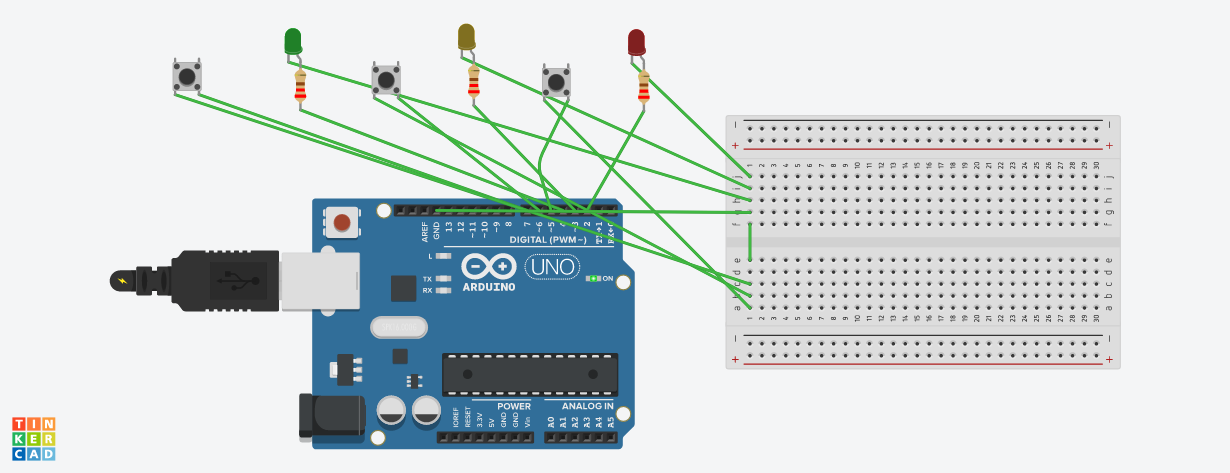 - -
+ +
1 2 3 4 5 6 7 8 9 10 11 12 13 14 15 16 17 18 19 20 21 22 23 24 25 26 27 28 29 30
j j
i i
h h
g g
f f
e e
d d
c c
b b
a a
1 2 3 4 5 6 7 8 9 10 11 12 13 14 15 16 17 18 19 20 21 22 23 24 25 26 27 28 29 30
- -
+ +
AREF
GND
13
12
~11
~10
~9
8
7
~6
~5
4
~3
2
TX→1
RX←0
DIGITAL (PWM~)
L
TX
RX
ARDUINO
UNO
ON
POWER
ANALOG IN
IOREF
RESET
3.3V
5V
GND
GND
Vin
A0
A1
A2
A3
A4
A5
TIN
KER
CAD